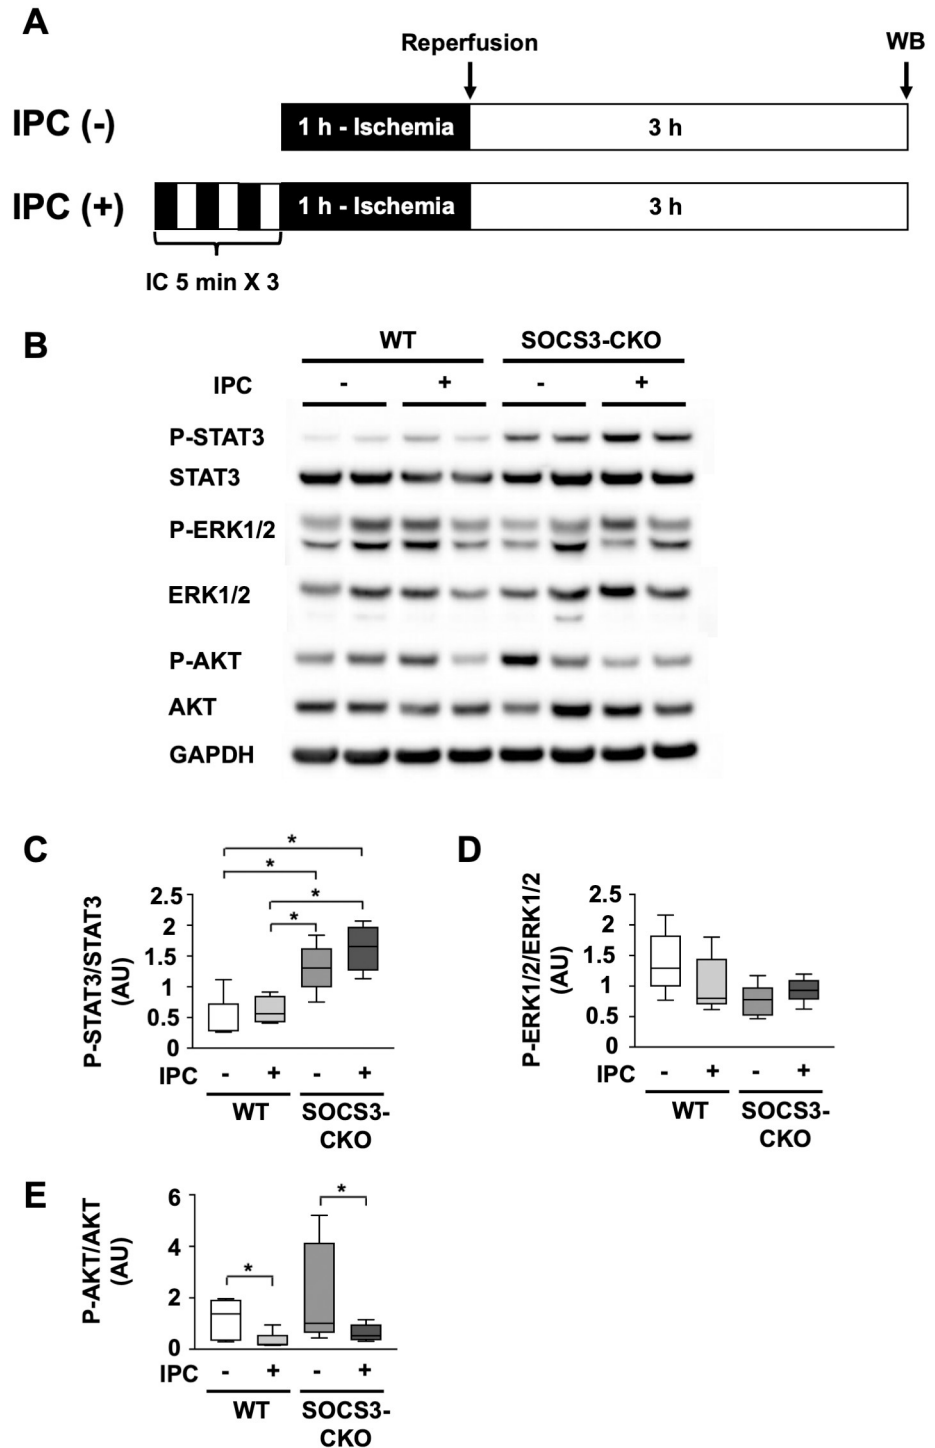 A
Reperfusion
WB
IPC (-)
1 h - Ischemia
3 h
IPC (+)
1 h - Ischemia
3 h
IC 5 min X 3
B
WT
SOCS3-CKO
IPC
-
+
-
+
P-STAT3
STAT3
P-ERK1/2
ERK1/2
P-AKT
AKT
GAPDH
C
P-STAT3/STAT3
(AU)
2.5
2
1.5
1
0.5
0
*
*
*
*
IPC
-
+
-
+
WT
SOCS3-
CKO
D
P-ERK1/2/ERK1/2
(AU)
2.5
2
1.5
1
0.5
0
IPC
-
+
-
+
WT
SOCS3-
CKO
E
P-AKT/AKT
(AU)
6
4
2
0
*
*
IPC
-
+
-
+
WT
SOCS3-
CKO